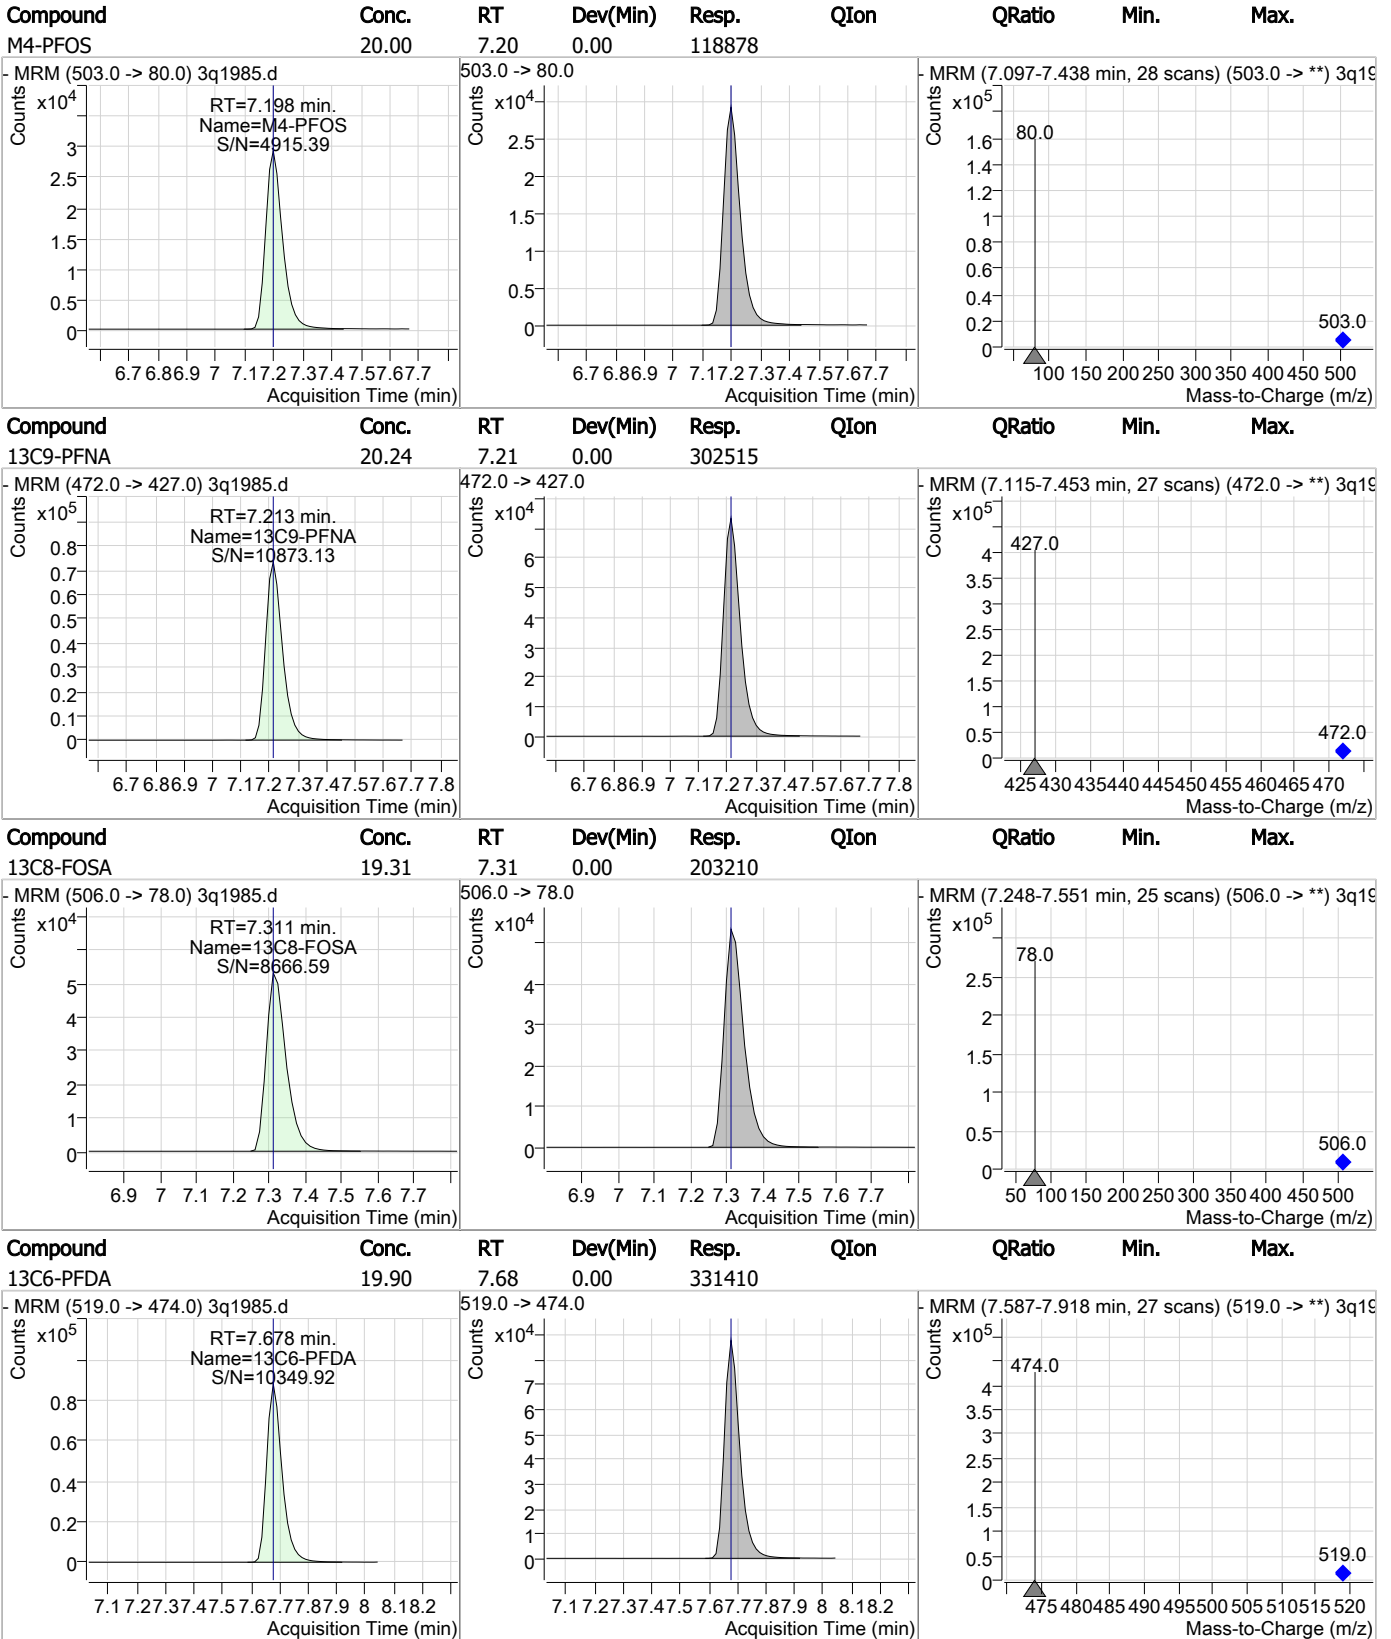 Compound Conc. RT Dev(Min) Resp. QIon QRatio Min. Max.
M4-PFOS 20.00 7.20 0.00 118878
- MRM (503.0 -> 80.0) 3q1985.d
Counts
x10^4
RT=7.198 min.
Name=M4-PFOS
S/N=4915.39
3
2.5
2
1.5
1
0.5
0
6.7 6.8 6.9 7 7.1 7.2 7.3 7.4 7.5 7.6 7.7
Acquisition Time (min)
503.0 -> 80.0
Counts
x10^4
2.5
2
1.5
1
0.5
0
6.7 6.8 6.9 7 7.1 7.2 7.3 7.4 7.5 7.6 7.7
Acquisition Time (min)
- MRM (7.097-7.438 min, 28 scans) (503.0 -> **) 3q19
Counts
x10^5
80.0
1.6
1.4
1.2
1
0.8
0.6
0.4
0.2
0
503.0
100 150 200 250 300 350 400 450 500
Mass-to-Charge (m/z)
Compound Conc. RT Dev(Min) Resp. QIon QRatio Min. Max.
13C9-PFNA 20.24 7.21 0.00 302515
- MRM (472.0 -> 427.0) 3q1985.d
Counts
x10^5
RT=7.213 min.
Name=13C9-PFNA
S/N=10873.13
0.8
0.7
0.6
0.5
0.4
0.3
0.2
0.1
0
6.7 6.8 6.9 7 7.1 7.2 7.3 7.4 7.5 7.6 7.7 7.8
Acquisition Time (min)
472.0 -> 427.0
Counts
x10^4
6
5
4
3
2
1
0
6.7 6.8 6.9 7 7.1 7.2 7.3 7.4 7.5 7.6 7.7 7.8
Acquisition Time (min)
- MRM (7.115-7.453 min, 27 scans) (472.0 -> **) 3q19
Counts
x10^5
427.0
4
3.5
3
2.5
2
1.5
1
0.5
0
472.0
425 430 435 440 445 450 455 460 465 470
Mass-to-Charge (m/z)
Compound Conc. RT Dev(Min) Resp. QIon QRatio Min. Max.
13C8-FOSA 19.31 7.31 0.00 203210
- MRM (506.0 -> 78.0) 3q1985.d
Counts
x10^4
RT=7.311 min.
Name=13C8-FOSA
S/N=8666.59
5
4
3
2
1
0
6.9 7 7.1 7.2 7.3 7.4 7.5 7.6 7.7
Acquisition Time (min)
506.0 -> 78.0
Counts
x10^4
4
3
2
1
0
6.9 7 7.1 7.2 7.3 7.4 7.5 7.6 7.7
Acquisition Time (min)
- MRM (7.248-7.551 min, 25 scans) (506.0 -> **) 3q19
Counts
x10^5
78.0
2.5
2
1.5
1
0.5
0
506.0
50 100 150 200 250 300 350 400 450 500
Mass-to-Charge (m/z)
Compound Conc. RT Dev(Min) Resp. QIon QRatio Min. Max.
13C6-PFDA 19.90 7.68 0.00 331410
- MRM (519.0 -> 474.0) 3q1985.d
Counts
x10^5
RT=7.678 min.
Name=13C6-PFDA
S/N=10349.92
0.8
0.6
0.4
0.2
0
7.1 7.2 7.3 7.4 7.5 7.6 7.7 7.8 7.9 8 8.1 8.2
Acquisition Time (min)
519.0 -> 474.0
Counts
x10^4
7
6
5
4
3
2
1
0
7.1 7.2 7.3 7.4 7.5 7.6 7.7 7.8 7.9 8 8.1 8.2
Acquisition Time (min)
- MRM (7.587-7.918 min, 27 scans) (519.0 -> **) 3q19
Counts
x10^5
474.0
4
3.5
3
2.5
2
1.5
1
0.5
0
519.0
475 480 485 490 495 500 505 510 515 520
Mass-to-Charge (m/z)